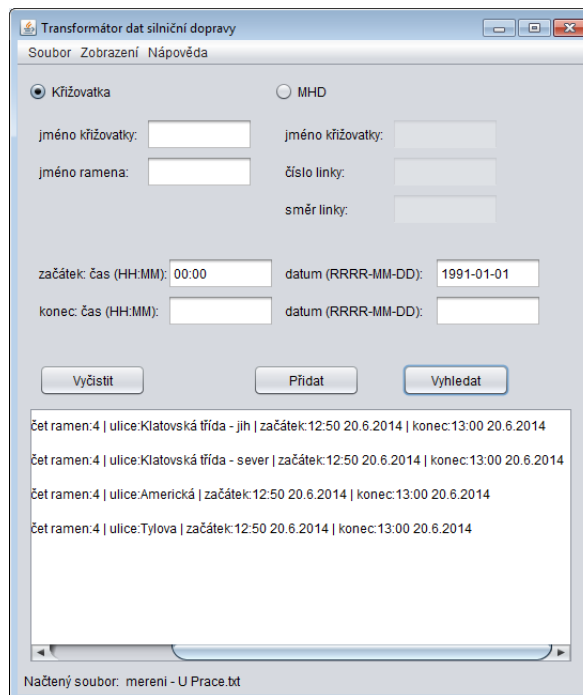 Transformátor dat silniční dopravy
Soubor Zobrazení Nápověda
Křižovatka MHD
jméno křižovatky: jméno křižovatky:
jméno ramena: číslo linky:
směr linky:
začátek: čas (HH:MM): 00:00 datum (RRRR-MM-DD): 1991-01-01
konec: čas (HH:MM): datum (RRRR-MM-DD):
Vyčistit Přidat Vyhledat
čet ramen:4 | ulice:Klatovská třída - jih | začátek:12:50 20.6.2014 | konec:13:00 20.6.2014
čet ramen:4 | ulice:Klatovská třída - sever | začátek:12:50 20.6.2014 | konec:13:00 20.6.2014
čet ramen:4 | ulice:Americká | začátek:12:50 20.6.2014 | konec:13:00 20.6.2014
čet ramen:4 | ulice:Tylova | začátek:12:50 20.6.2014 | konec:13:00 20.6.2014
Načtený soubor: mereni - U Prace.txt